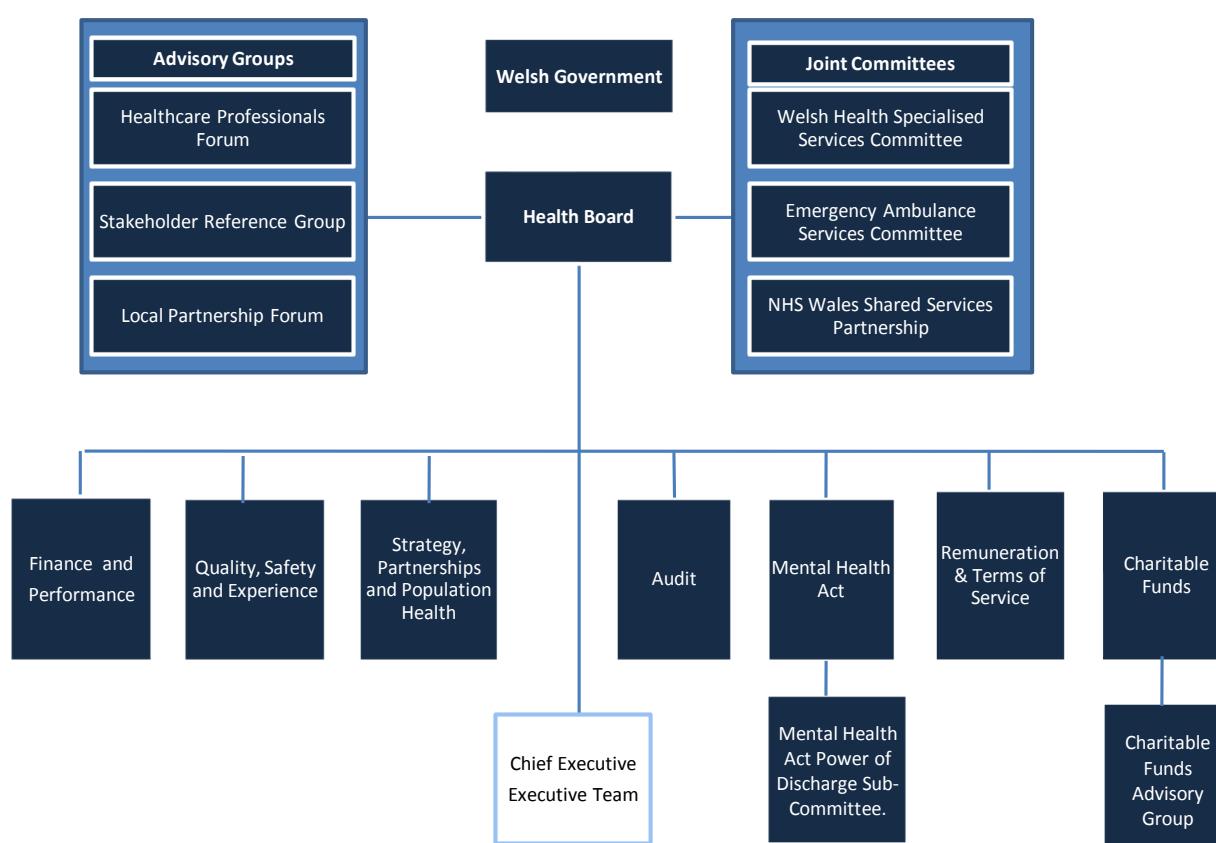 Advisory Groups
Healthcare Professionals
Forum
Stakeholder Reference Group
Local Partnership Forum
Welsh Government
Health Board
Joint Committees
Welsh Health Specialised
Services Committee
Emergency Ambulance
Services Committee
NHS Wales Shared Services
Partnership
Finance and
Performance
Quality, Safety
and Experience
Strategy,
Partnerships
and Population
Health
Audit
Mental Health
Act
Remuneration
& Terms of
Service
Charitable
Funds
Chief Executive
Executive Team
Mental Health
Act Power of
Discharge Sub-
Committee.
Charitable
Funds
Advisory
Group